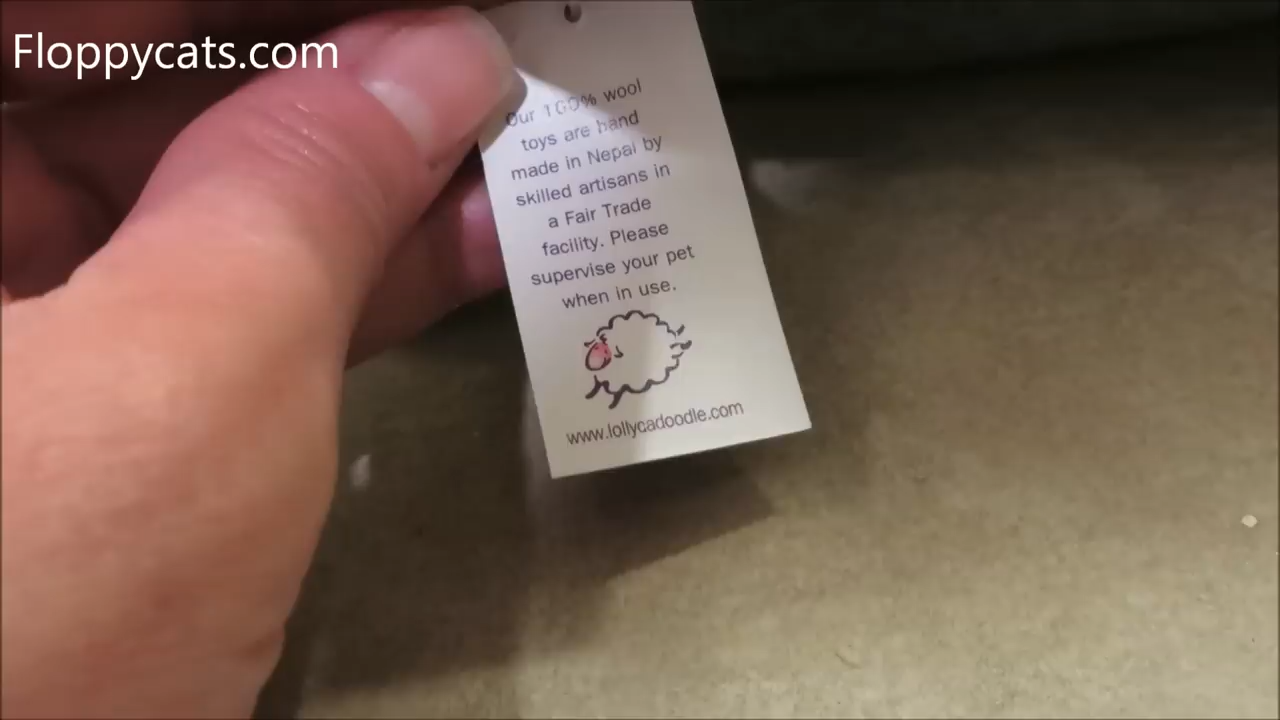 Floppycats.com
Our 100% wool
toys are hand
made in Nepal by
skilled artisans in
a Fair Trade
facility. Please
supervise your pet
when in use.
www.lollycadoodle.com